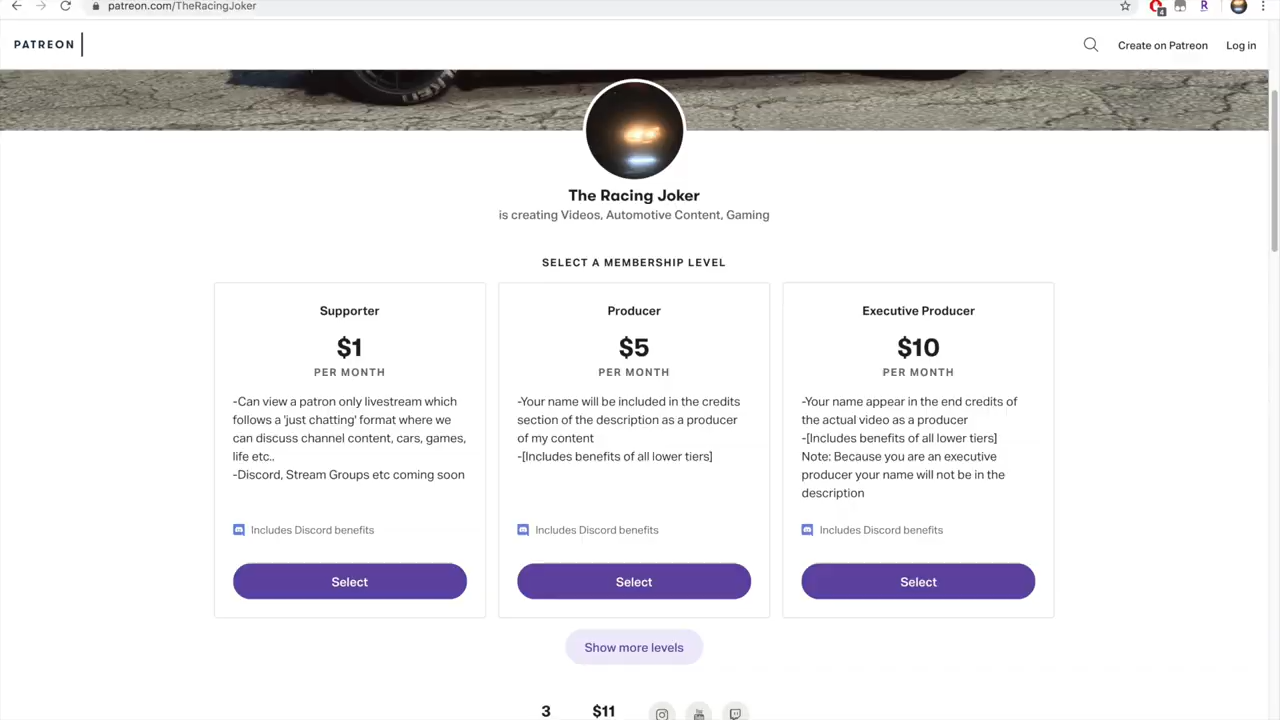 patreon.com/TheRacingJoker
4
R
PATREON
Create on Patreon
Log in
The Racing Joker
is creating Videos, Automotive Content, Gaming
SELECT A MEMBERSHIP LEVEL
Supporter
$1
PER MONTH
-Can view a patron only livestream which
follows a 'just chatting' format where we
can discuss channel content, cars, games,
life etc..
-Discord, Stream Groups etc coming soon
Includes Discord benefits
Select
Producer
$5
PER MONTH
-Your name will be included in the credits
section of the description as a producer
of my content
-[Includes benefits of all lower tiers]
Includes Discord benefits
Select
Executive Producer
$10
PER MONTH
-Your name appear in the end credits of
the actual video as a producer
-[Includes benefits of all lower tiers]
Note: Because you are an executive
producer your name will not be in the
description
Includes Discord benefits
Select
Show more levels
3
$11